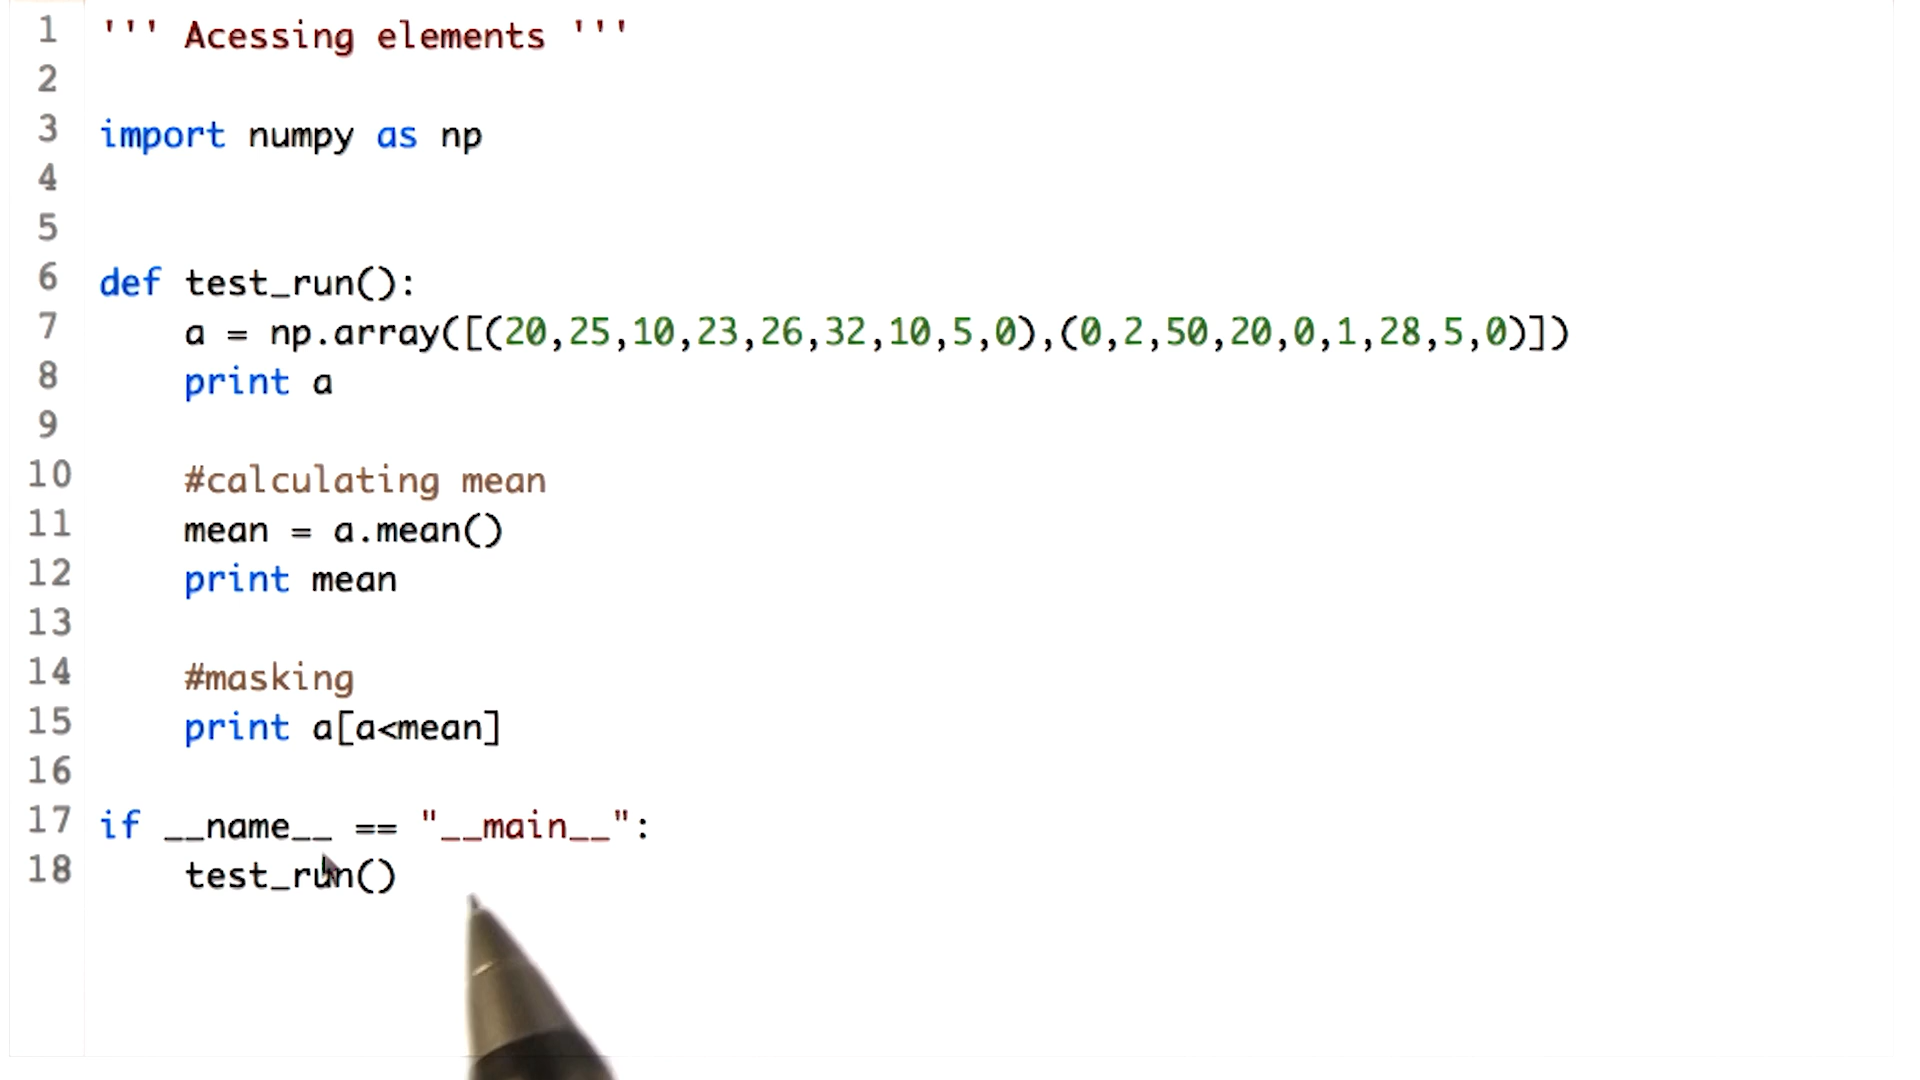 1 ''' Acessing elements '''
2
3 import numpy as np
4
5
6 def test_run():
7     a = np.array([(20,25,10,23,26,32,10,5,0),(0,2,50,20,0,1,28,5,0)])
8     print a
9
10     #calculating mean
11     mean = a.mean()
12     print mean
13
14     #masking
15     print a[a<mean]
16
17 if __name__ == "__main__":
18     test_run()